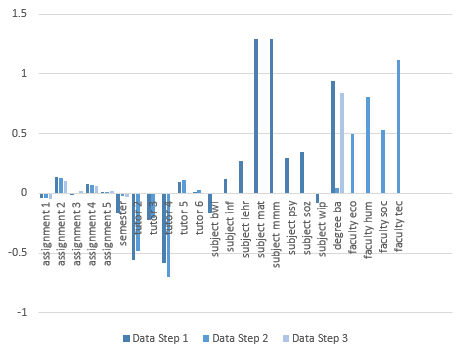 1.5
1
0.5
0
-0.5
-1
assignment 1
assignment 2
assignment 3
assignment 4
assignment 5
semester
tutor 2
tutor 3
tutor 4
tutor 5
tutor 6
subject bwl
subject inf
subject lehr
subject mat
subject mmm
subject psy
subject soz
subject wip
degree ba
faculty eco
faculty hum
faculty soc
faculty tec
Data Step 1 Data Step 2 Data Step 3